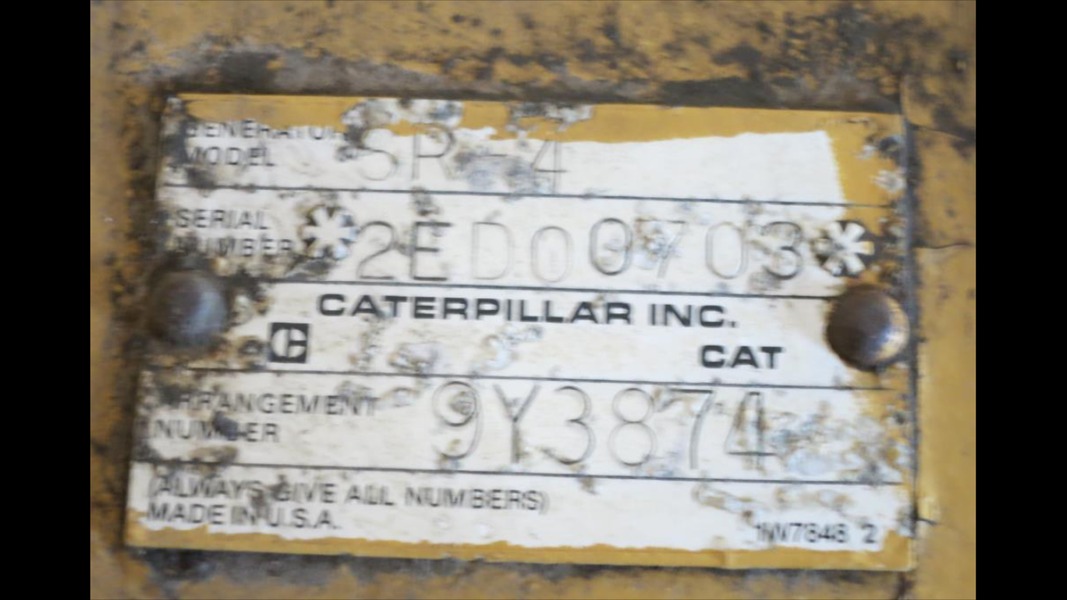 GENERATOR
MODEL SR-4
SERIAL
NUMBER *2ED00703*
CATERPILLAR INC.
CAT
ARRANGEMENT
NUMBER 9Y3874
(ALWAYS GIVE ALL NUMBERS)
MADE IN U.S.A. 1W7848 2